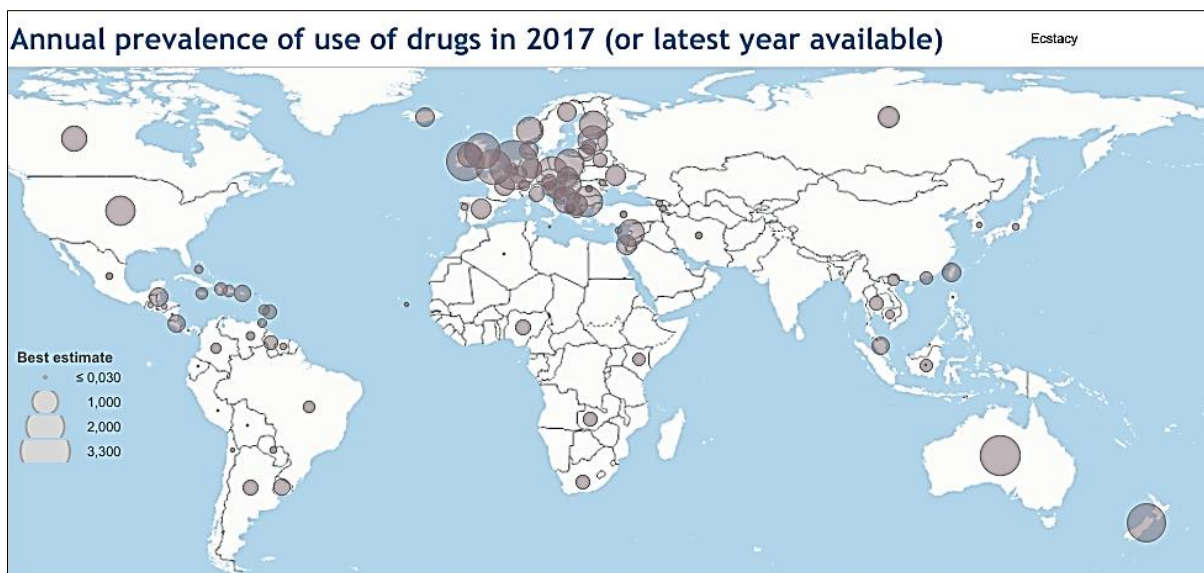 Annual prevalence of use of drugs in 2017 (or latest year available)
Ecstacy
Best estimate
≤ 0,030
1,000
2,000
3,300